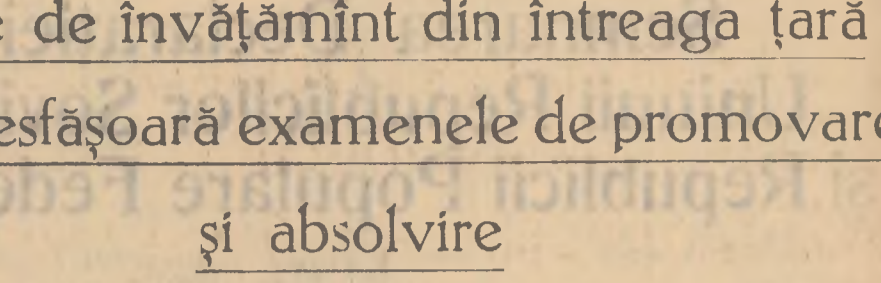 de învățămînt din întreaga țară
esfășoară examenele de promovare
și absolvire